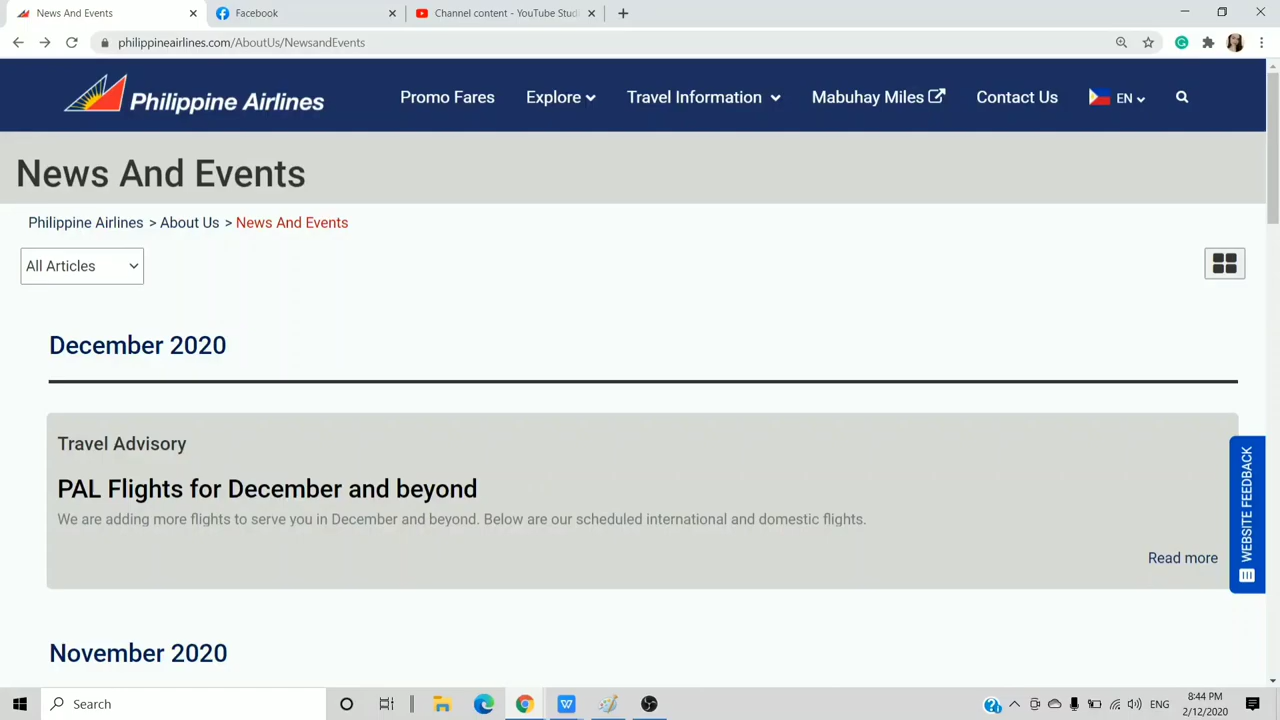 News And Events
Facebook
Channel content - YouTube Stud
philippineairlines.com/AboutUs/NewsandEvents
Philippine Airlines
Promo Fares
Explore
Travel Information
Mabuhay Miles
Contact Us
EN
News And Events
Philippine Airlines > About Us > News And Events
All Articles
December 2020
Travel Advisory
PAL Flights for December and beyond
We are adding more flights to serve you in December and beyond. Below are our scheduled international and domestic flights.
Read more
WEBSITE FEEDBACK
November 2020
Search
ENG
8:44 PM
2/12/2020